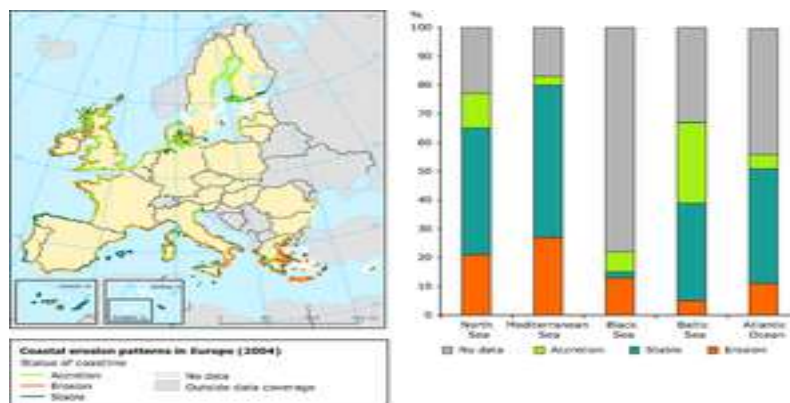 Coastal erosion patterns in Europe (2004)
Status of coastline
Accretion
Erosion
Stable
No data
Outside data coverage
%
100
90
80
70
60
50
40
30
20
10
0
North Sea
Mediterranean Sea
Black Sea
Baltic Sea
Atlantic Ocean
No data
Accretion
Stable
Erosion